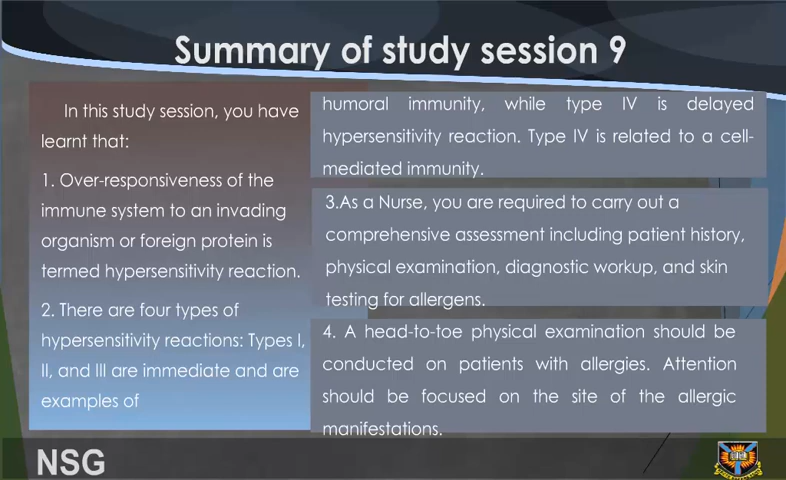 Summary of study session 9
In this study session, you have
learnt that:
1. Over-responsiveness of the
immune system to an invading
organism or foreign protein is
termed hypersensitivity reaction.
2. There are four types of
hypersensitivity reactions: Types I,
II, and III are immediate and are
examples of
humoral immunity, while type IV is delayed
hypersensitivity reaction. Type IV is related to a cell-
mediated immunity.
3.As a Nurse, you are required to carry out a
comprehensive assessment including patient history,
physical examination, diagnostic workup, and skin
testing for allergens.
4. A head-to-toe physical examination should be
conducted on patients with allergies. Attention
should be focused on the site of the allergic
manifestations.
NSG